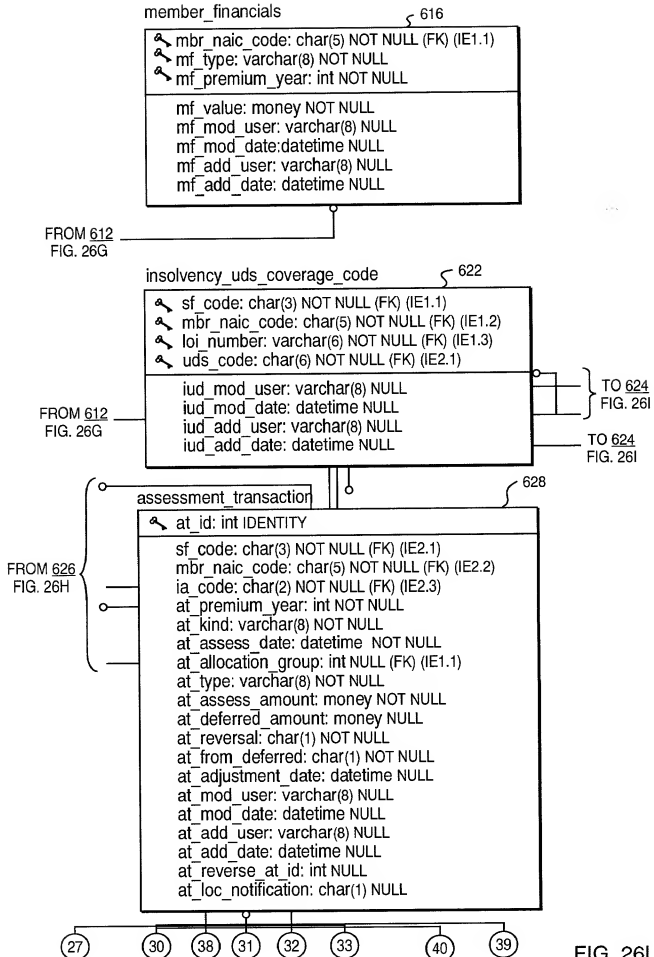 member_financials
616
mbr_naic_code: char(5) NOT NULL (FK) (IE1.1)
mf_type: varchar(8) NOT NULL
mf_premium_year: int NOT NULL
mf_value: money NOT NULL
mf_mod_user: varchar(8) NULL
mf_mod_date:datetime NULL
mf_add_user: varchar(8) NULL
mf_add_date: datetime NULL
FROM 612
FIG. 26G
insolvency_uds_coverage_code
622
sf_code: char(3) NOT NULL (FK) (IE1.1)
mbr_naic_code: char(5) NOT NULL (FK) (IE1.2)
loi_number: varchar(6) NOT NULL (FK) (IE1.3)
uds_code: char(6) NOT NULL (FK) (IE2.1)
iud_mod_user: varchar(8) NULL
iud_mod_date: datetime NULL
iud_add_user: varchar(8) NULL
iud_add_date: datetime NULL
FROM 612
FIG. 26G
TO 624
FIG. 26I
TO 624
FIG. 26I
assessment_transaction
628
at_id: int IDENTITY
sf_code: char(3) NOT NULL (FK) (IE2.1)
mbr_naic_code: char(5) NOT NULL (FK) (IE2.2)
ia_code: char(2) NOT NULL (FK) (IE2.3)
at_premium_year: int NOT NULL
at_kind: varchar(8) NOT NULL
at_assess_date: datetime NOT NULL
at_allocation_group: int NULL (FK) (IE1.1)
at_type: varchar(8) NOT NULL
at_assess_amount: money NOT NULL
at_deferred_amount: money NULL
at_reversal: char(1) NOT NULL
at_from_deferred: char(1) NOT NULL
at_adjustment_date: datetime NULL
at_mod_user: varchar(8) NULL
at_mod_date: datetime NULL
at_add_user: varchar(8) NULL
at_add_date: datetime NULL
at_reverse_at_id: int NULL
at_loc_notification: char(1) NULL
FROM 626
FIG. 26H
27 30 38 31 32 33 40 39